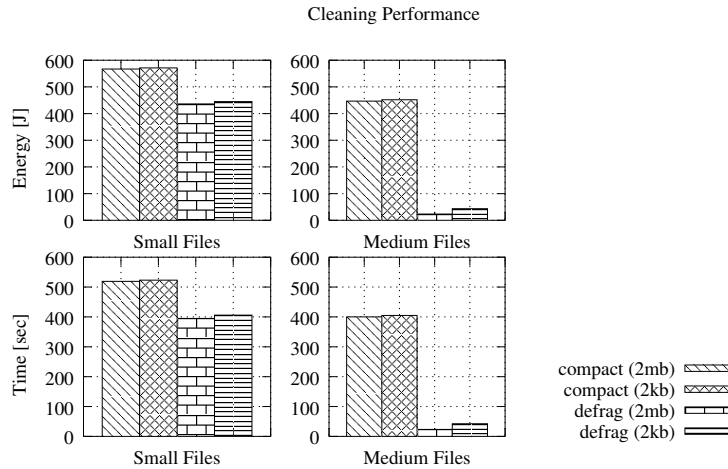 Cleaning Performance
Energy [J]
600
500
400
300
200
100
0
Small Files
600
500
400
300
200
100
0
Medium Files
Time [sec]
600
500
400
300
200
100
0
Small Files
600
500
400
300
200
100
0
Medium Files
compact (2mb)
compact (2kb)
defrag (2mb)
defrag (2kb)